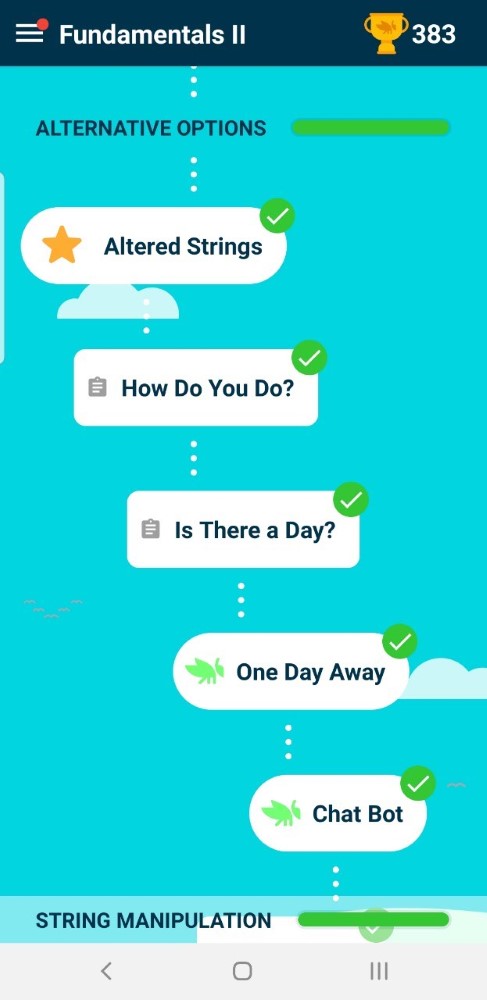 Fundamentals II
383
ALTERNATIVE OPTIONS
Altered Strings
How Do You Do?
Is There a Day?
One Day Away
Chat Bot
STRING MANIPULATION